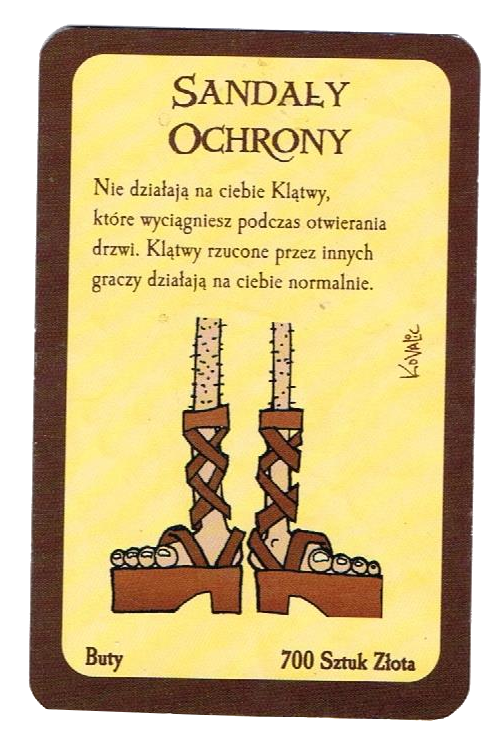 SANDAŁY
OCHRONY
Nie działają na ciebie Klątwy,
które wyciągniesz podczas otwierania
drzwi. Klątwy rzucone przez innych
graczy działają na ciebie normalnie.
KOVALIC
Buty
700 Sztuk Złota